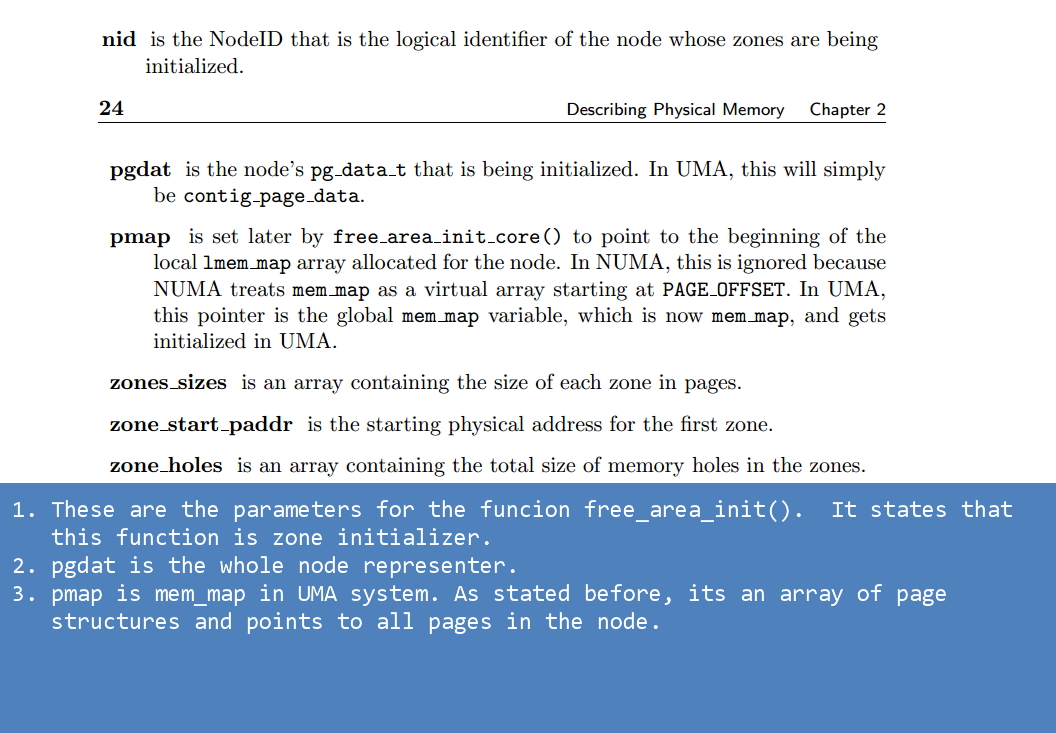 nid is the NodeID that is the logical identifier of the node whose zones are being
initialized.
24 Describing Physical Memory Chapter 2
pgdat is the node's pg_data_t that is being initialized. In UMA, this will simply
be contig_page_data.
pmap is set later by free_area_init_core() to point to the beginning of the
local lmem_map array allocated for the node. In NUMA, this is ignored because
NUMA treats mem_map as a virtual array starting at PAGE_OFFSET. In UMA,
this pointer is the global mem_map variable, which is now mem_map, and gets
initialized in UMA.
zones_sizes is an array containing the size of each zone in pages.
zone_start_paddr is the starting physical address for the first zone.
zone_holes is an array containing the total size of memory holes in the zones.
1. These are the parameters for the funcion free_area_init(). It states that
this function is zone initializer.
2. pgdat is the whole node representer.
3. pmap is mem_map in UMA system. As stated before, its an array of page
structures and points to all pages in the node.